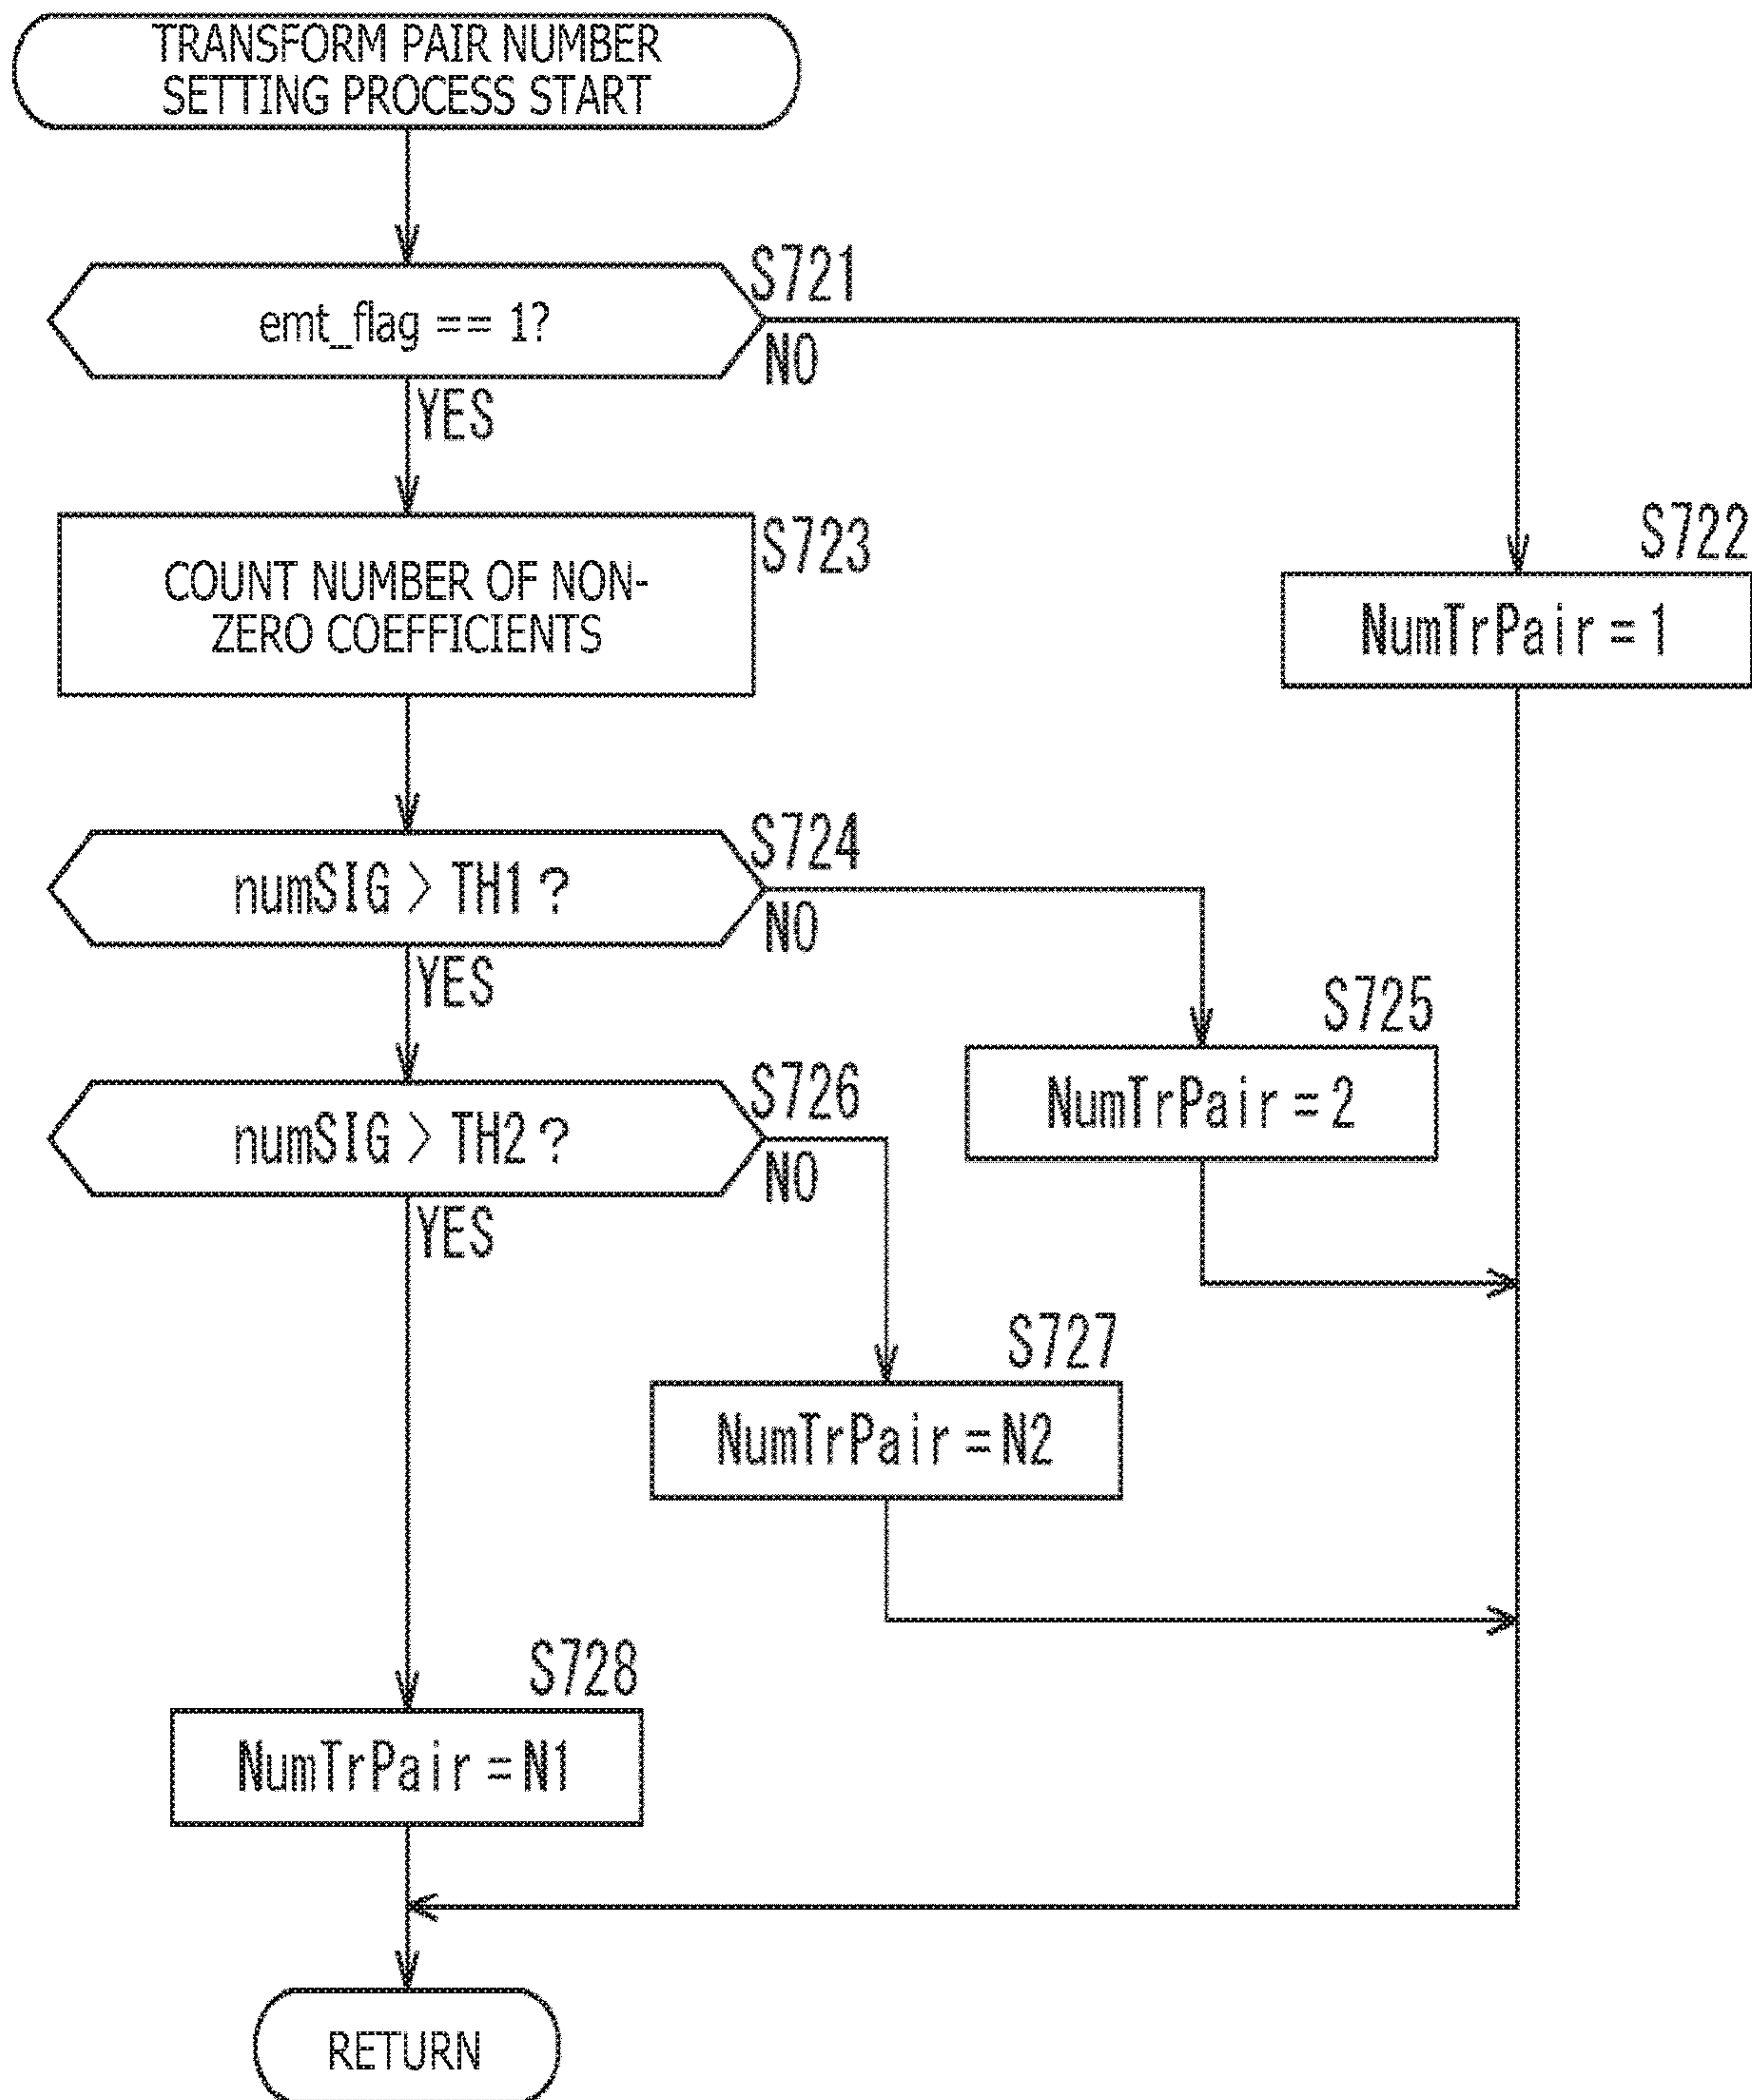 TRANSFORM PAIR NUMBER
SETTING PROCESS START
S721
emt_flag == 1?
NO
YES
S722
NumTrPair = 1
S723
COUNT NUMBER OF NON-
ZERO COEFFICIENTS
S724
numSIG > TH1 ?
NO
YES
S725
NumTrPair = 2
S726
numSIG > TH2 ?
NO
YES
S727
NumTrPair = N2
S728
NumTrPair = N1
RETURN